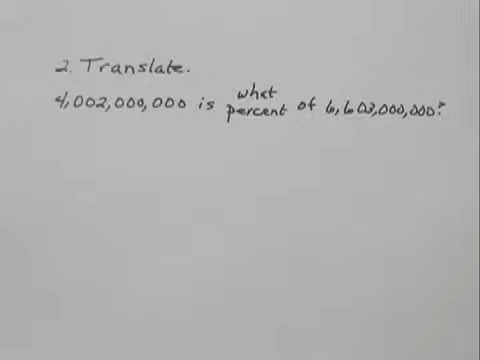 2. Translate.
4,002,000,000 is what percent of 6,603,000,000?